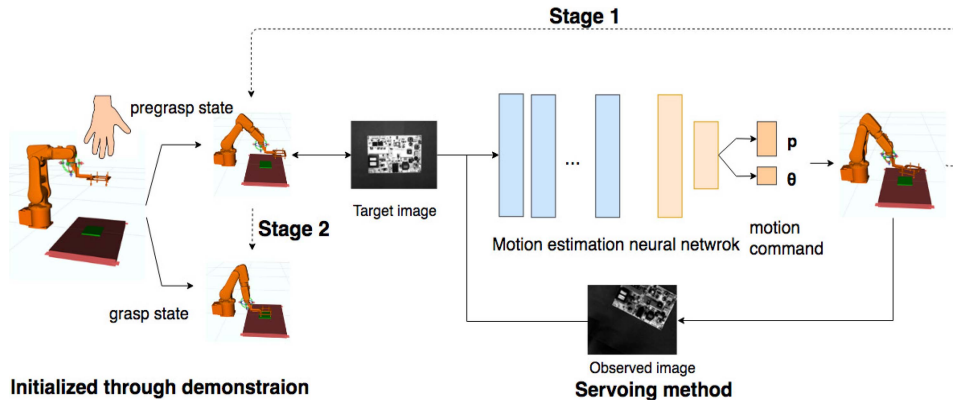 Stage 1
pregrasp state
Target image
...
p
θ
Stage 2
Motion estimation neural netwrok
motion
command
grasp state
Observed image
Initialized through demonstraion
Servoing method